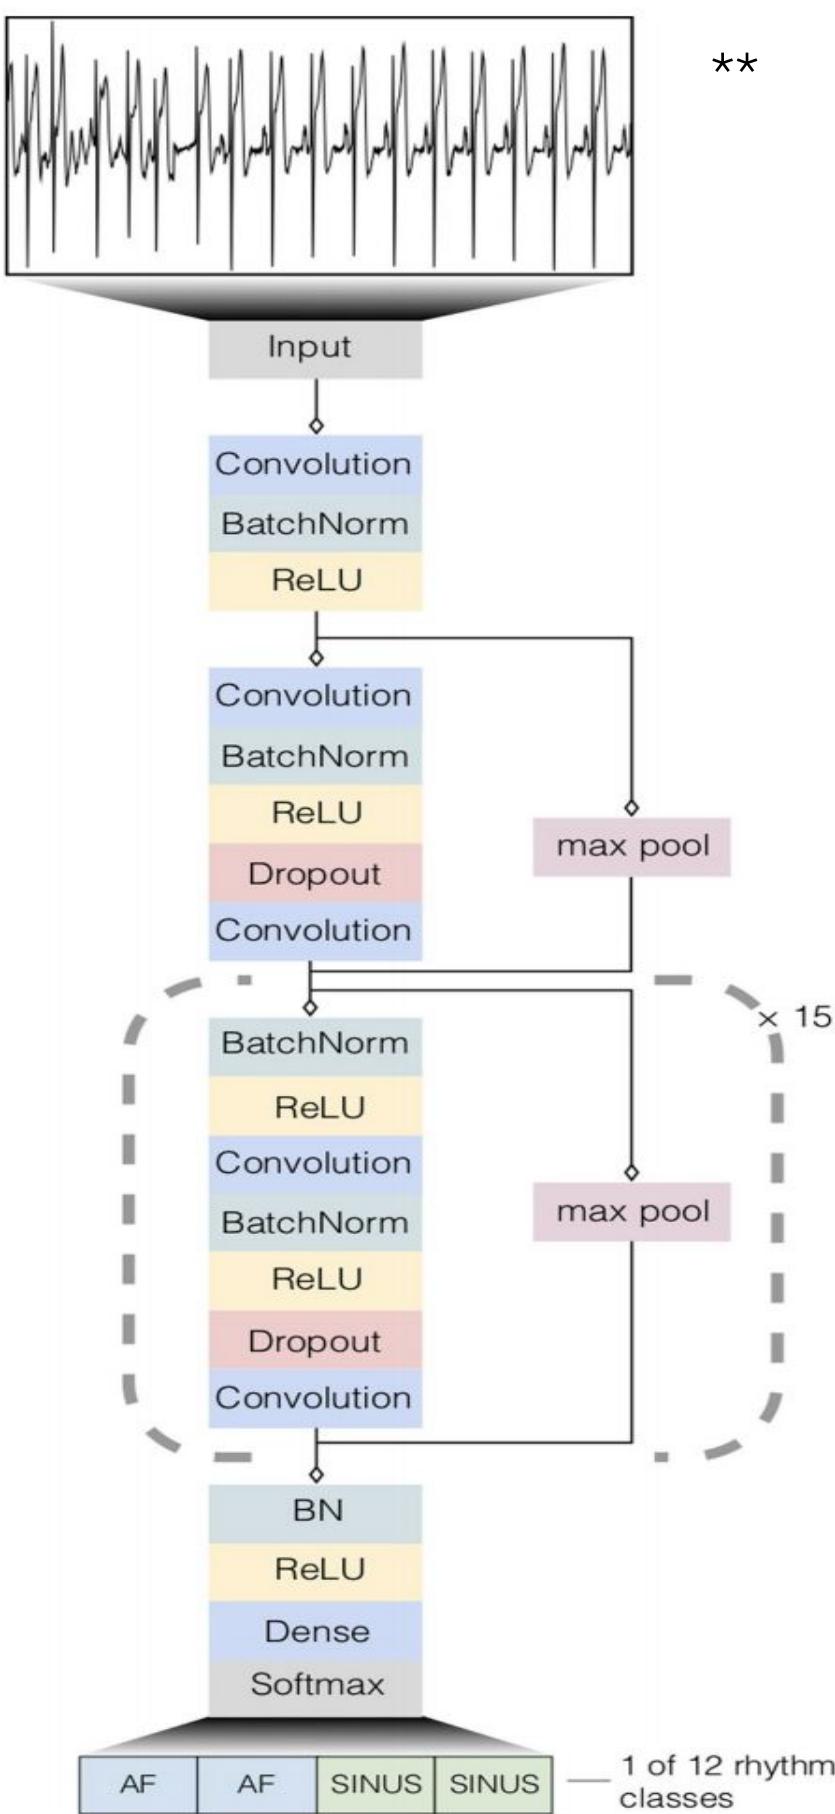 **
Input
Convolution
BatchNorm
ReLU
Convolution
BatchNorm
ReLU
Dropout
Convolution
max pool
× 15
BatchNorm
ReLU
Convolution
BatchNorm
ReLU
Dropout
Convolution
max pool
BN
ReLU
Dense
Softmax
AF AF SINUS SINUS
1 of 12 rhythm
classes